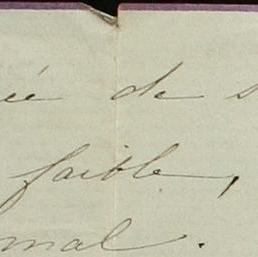 ée de s
faible,
mal.